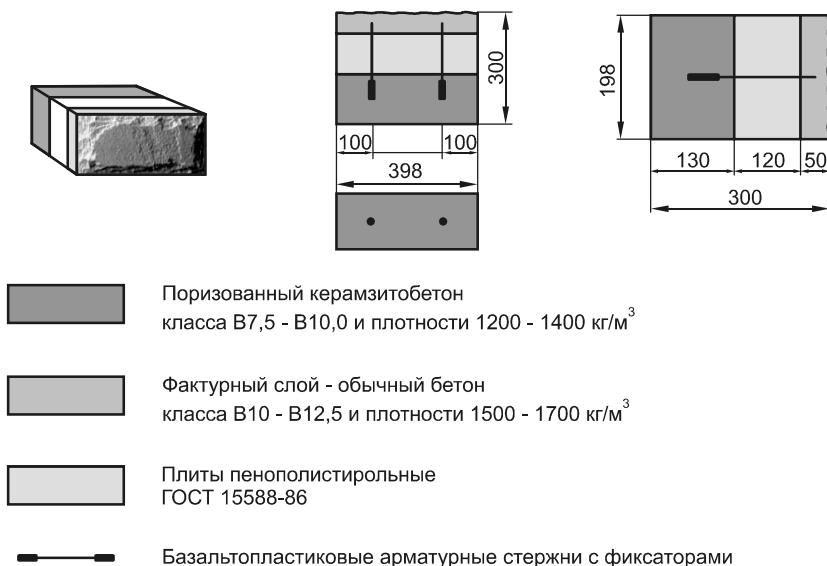 300
100
100
398
198
130
120
50
300
Поризованный керамзитобетон
класса В7,5 - В10,0 и плотности 1200 - 1400 кг/м³
Фактурный слой - обычный бетон
класса В10 - В12,5 и плотности 1500 - 1700 кг/м³
Плиты пенополистирольные
ГОСТ 15588-86
Базальтопластиковые арматурные стержни с фиксаторами